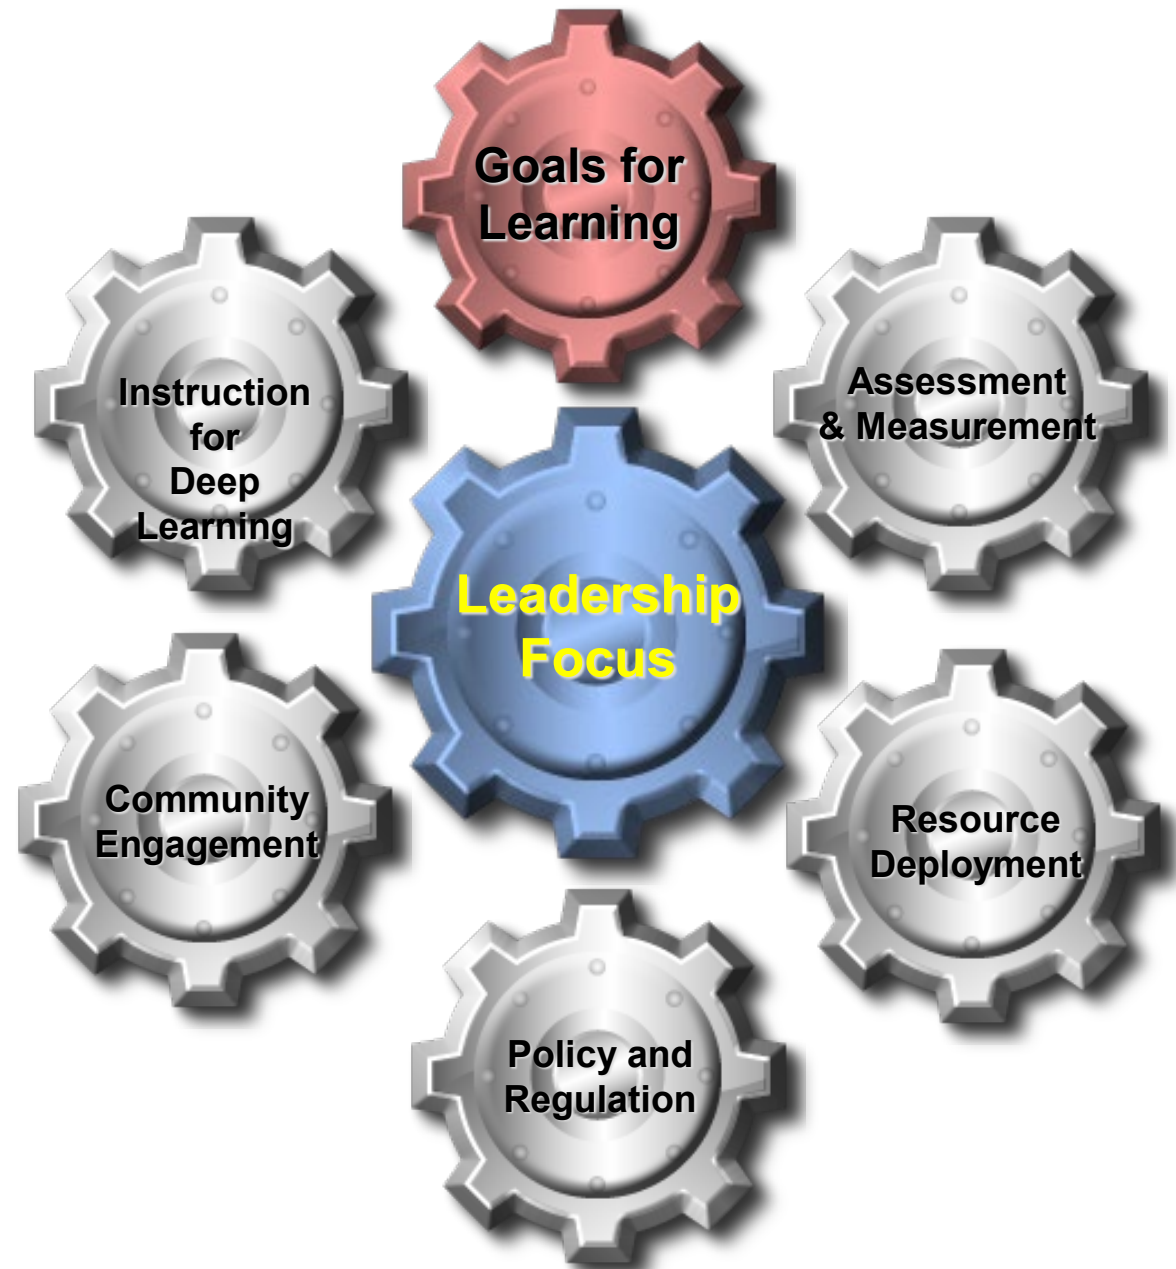 Goals for
Learning
Instruction
for
Deep
Learning
Assessment
& Measurement
Leadership
Focus
Community
Engagement
Resource
Deployment
Policy and
Regulation